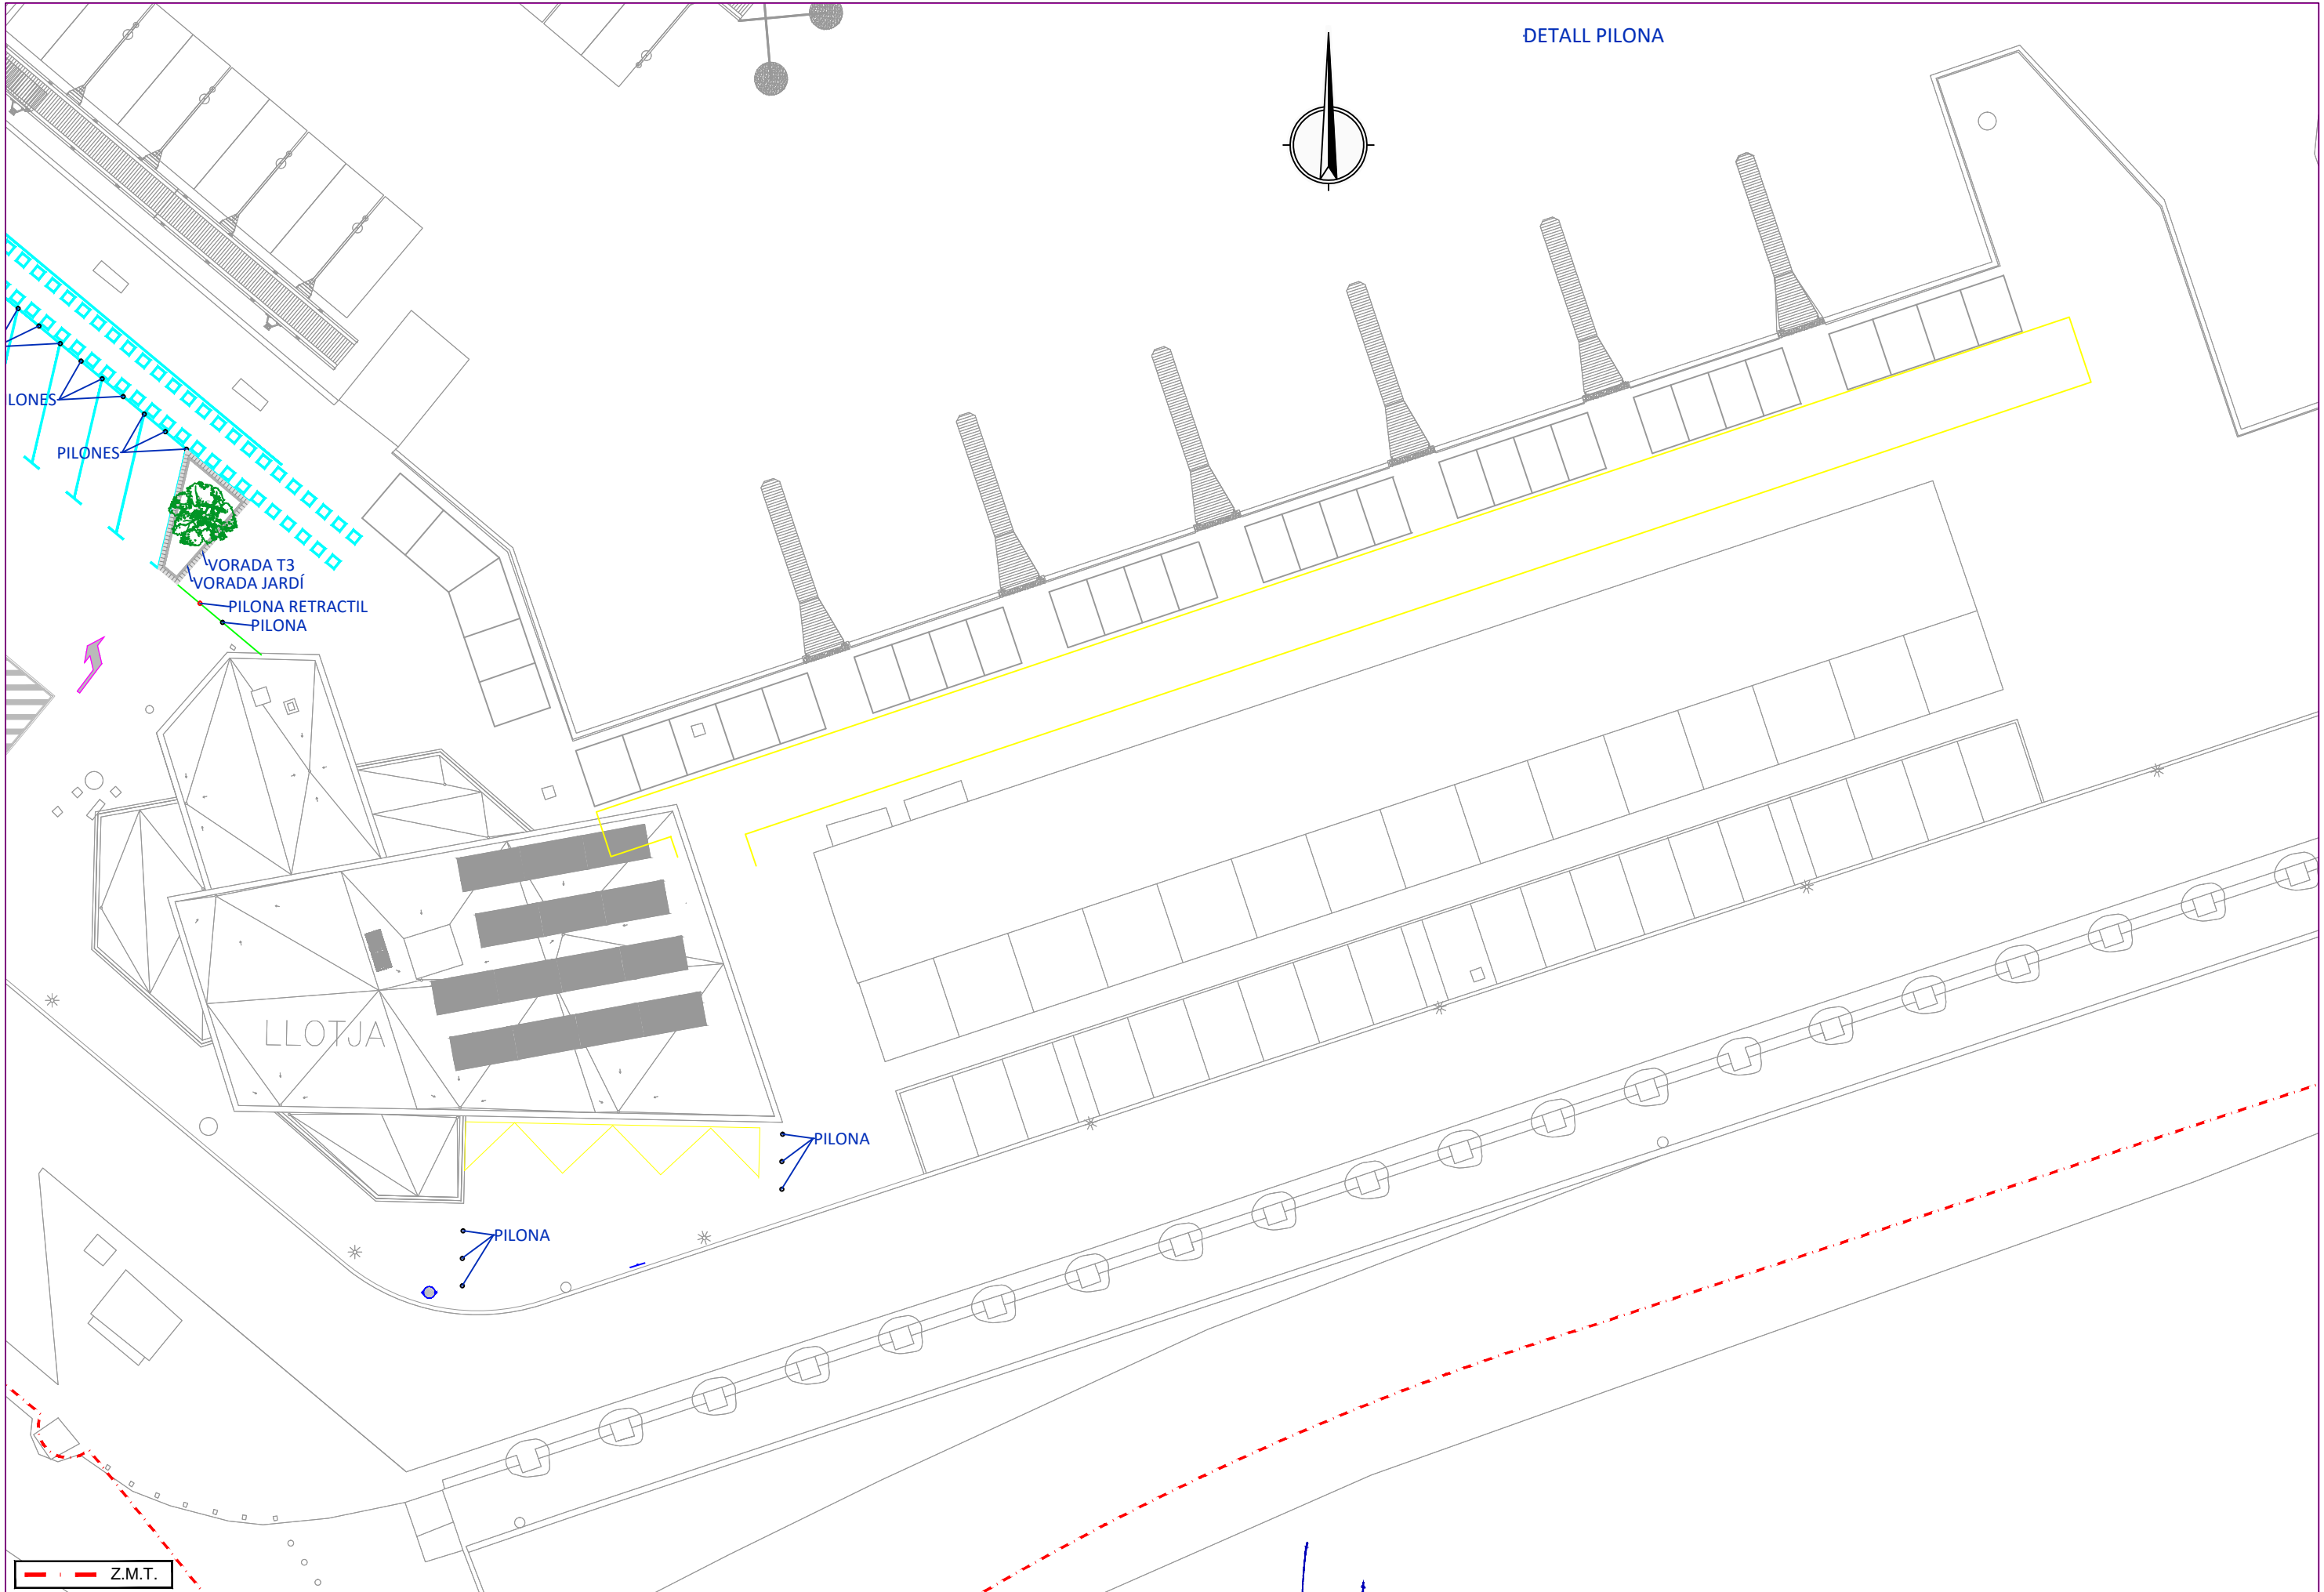 DETALL PILONA
LONES
PILONES
VORADA T3
VORADA JARDÍ
PILONA RETRACTIL
PILONA
LLOTJA
PILONA
PILONA
Z.M.T.